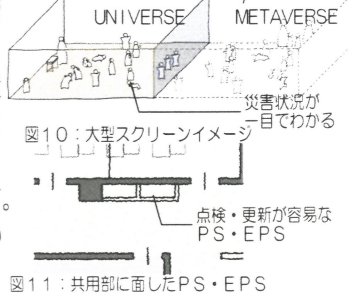 UNIVERSE METAVERSE
災害状況が
一目でわかる
図10：大型スクリーンイメージ
。
点検・更新が容易な
PS・EPS
図11：共用部に面したPS・EPS